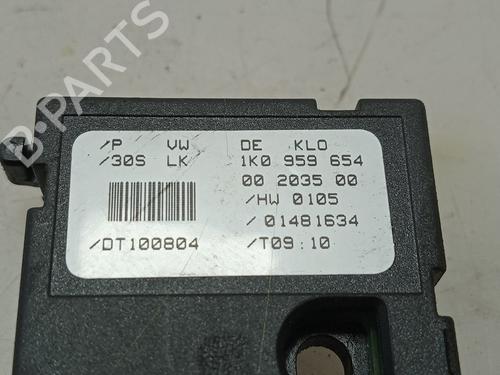 /P VW DE KLO
/30S LK 1K0 959 654
00 2035 00
/HW 0105
/01481634
/DT100804 /T09:10
B-PARTS